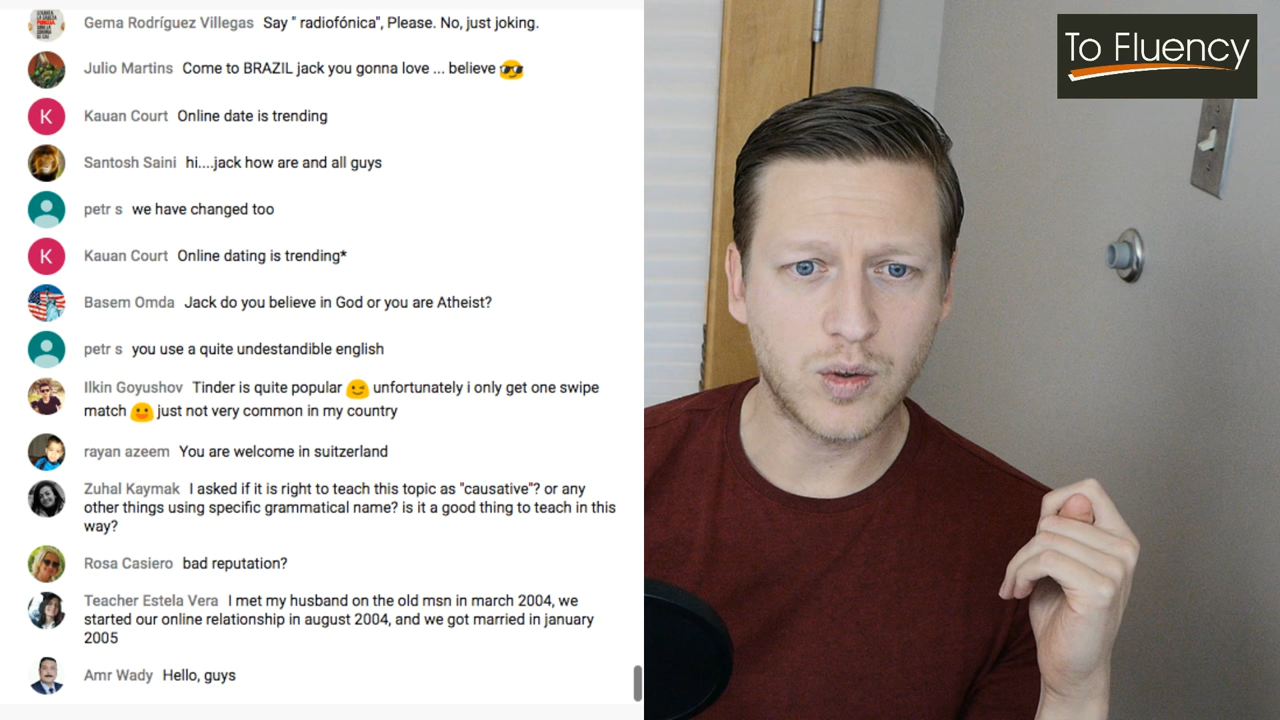 Gema Rodríguez Villegas Say " radiofónica", Please. No, just joking.
Julio Martins Come to BRAZIL jack you gonna love ... believe
Kauan Court Online date is trending
Santosh Saini hi....jack how are and all guys
petr s we have changed too
Kauan Court Online dating is trending*
Basem Omda Jack do you believe in God or you are Atheist?
petr s you use a quite undestandible english
Ilkin Goyushov Tinder is quite popular unfortunately i only get one swipe
match just not very common in my country
rayan azeem You are welcome in suitzerland
Zuhal Kaymak I asked if it is right to teach this topic as "causative"? or any
other things using specific grammatical name? is it a good thing to teach in this
way?
Rosa Casiero bad reputation?
Teacher Estela Vera I met my husband on the old msn in march 2004, we
started our online relationship in august 2004, and we got married in january
2005
Amr Wady Hello, guys
K
K
To Fluency